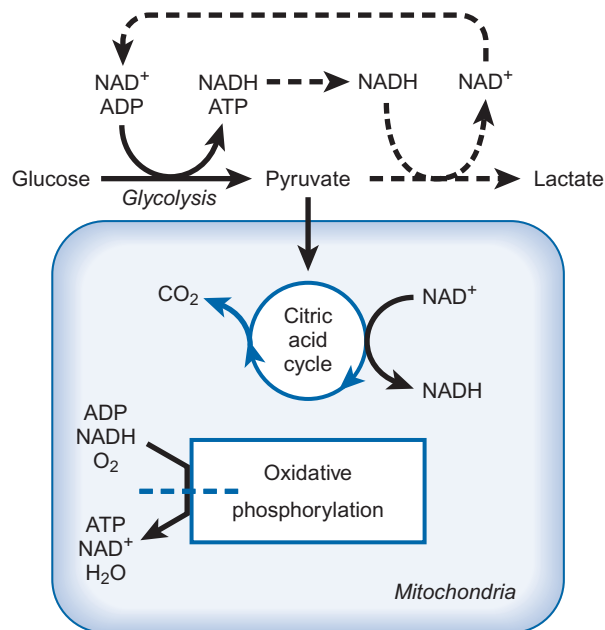 NAD⁺ NADH NADH NAD⁺
ADP ATP
Glucose Pyruvate Lactate
Glycolysis
CO₂ Citric NAD⁺
acid
cycle
NADH
ADP
NADH
O₂
Oxidative
phosphorylation
ATP
NAD⁺
H₂O
Mitochondria